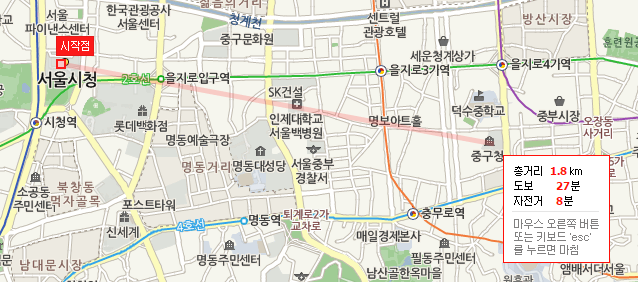 서울
파이낸스센터
한국관광공사
서울센터
젊음의거리
청계천
중구문화원
센트럴
관광호텔
방산시장
훈련원공
시작점
서울시청
2호선
을지로입구역
세운청계상가
을지로3가역
을지로4가역
SK건설
덕수중학교
중부시장
시청역
롯데백화점
명동예술극장
인제대학교
서울백병원
명보아트홀
오장동
사거리
명동거리
명동대성당
서울중부
경찰서
중구청
소공동
주민센터
북창동
먹자골목
포스트타워
4호선
명동역
퇴계로2가
교차로
충무로역
신세계
매일경제본사
남대문시장
명동주민센터
필동주민센터
남산골한옥마을
앰배서더서울
총거리 1.8 km
도보 27분
자전거 8분
마우스 오른쪽 버튼
또는 키보드 'esc'
를 누르면 마침